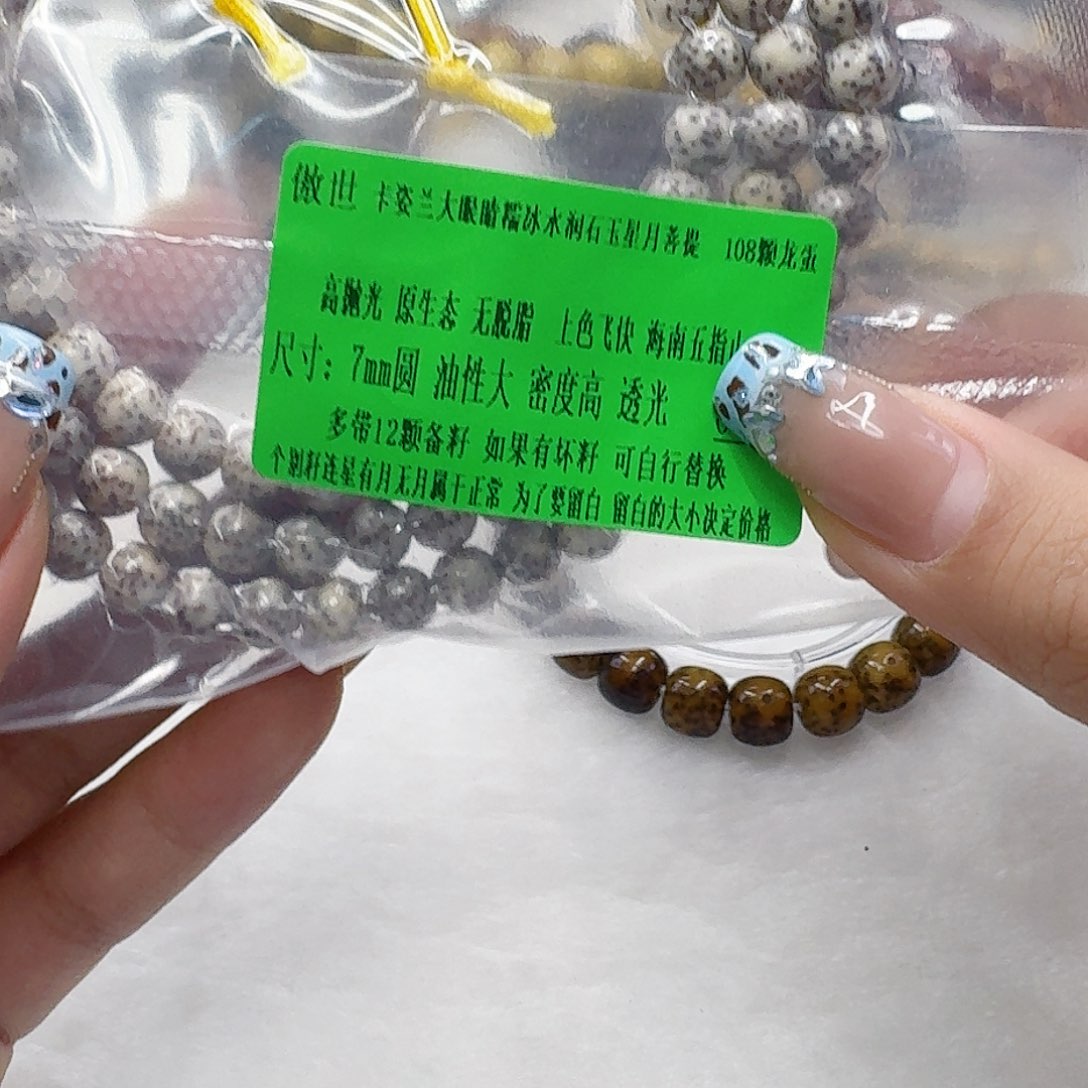 傲世 卡姿兰大眼睛糯冰水润石玉星月菩提 108颗龙蛋
高抛光 原生态 无脱脂 上色飞快 海南五指山
尺寸：7mm圆 油性大 密度高 透光
多带12颗备籽 如果有坏籽 可自行替换
个别籽连星有月无月属于正常 为了要留白 留白的大小决定价格